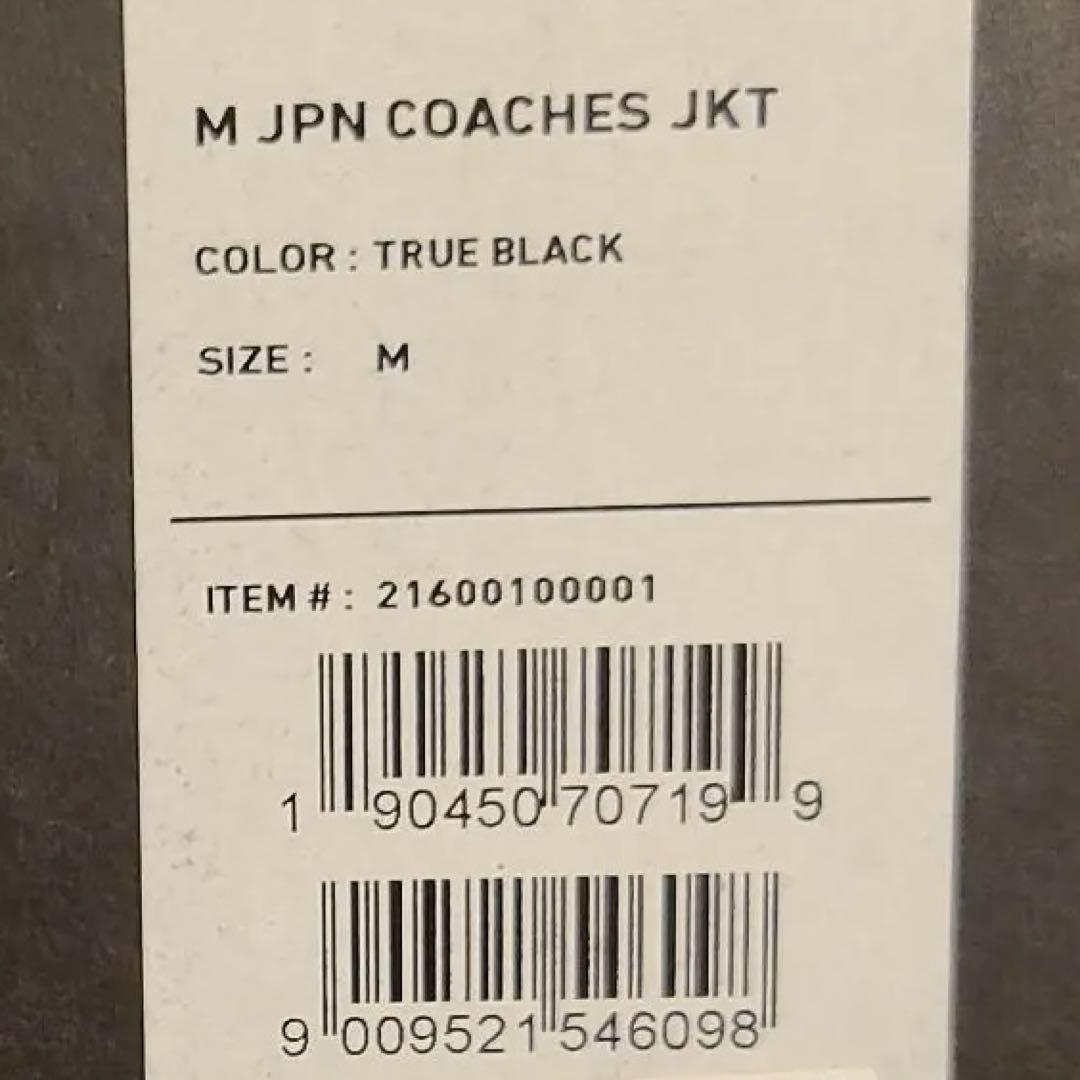 M JPN COACHES JKT
COLOR : TRUE BLACK
SIZE : M
ITEM # : 21600100001
1 90450 70719 9
9 009521 546098